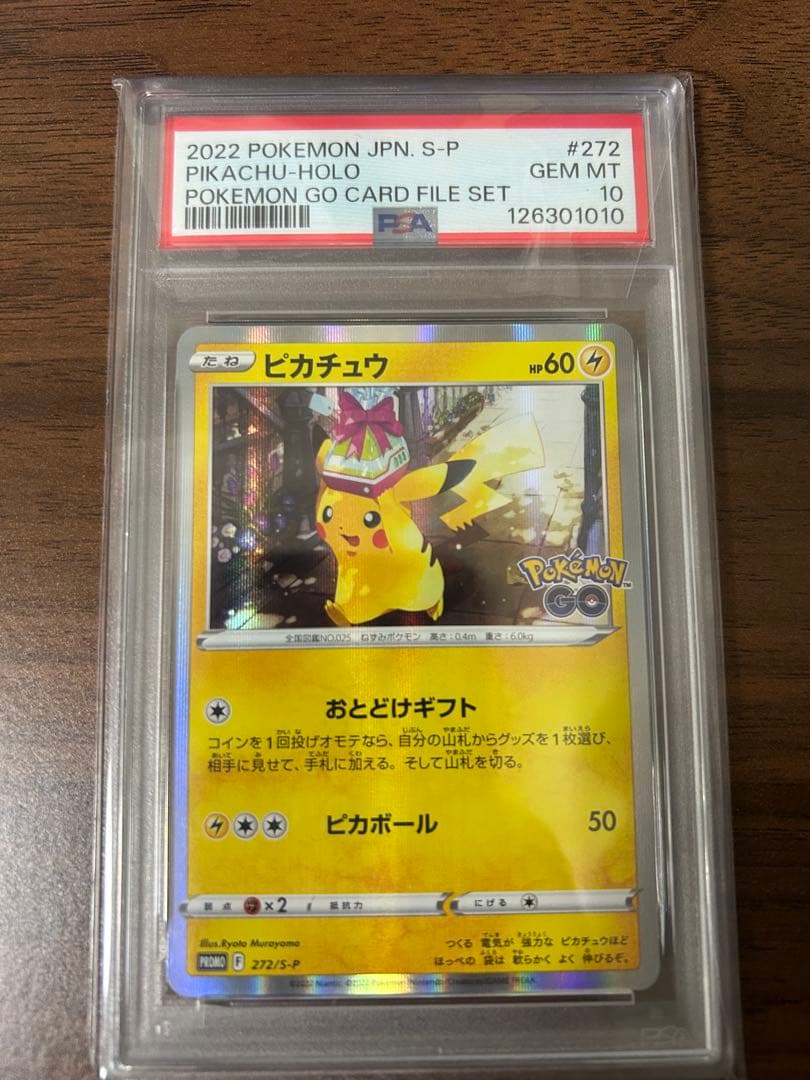 2022 POKEMON JPN. S-P #272
PIKACHU-HOLO GEM MT
POKEMON GO CARD FILE SET 10
PSA 126301010
たね ピカチュウ HP60
POKéMON™
GO
全国図鑑NO.025 ねずみポケモン 高さ:0.4m 重さ:6.0kg
おとどけギフト
コインを1回投げオモテなら、自分の山札からグッズを1枚選び、
相手に見せて、手札に加える。そして山札を切る。
ピカボール 50
弱点 ×2 抵抗力 にげる
Illus.Ryota Murayama
つくる 電気が 強力な ピカチュウほど
PROMO F 272/S-P
ほっぺの 袋は 軟らかく よく 伸びるぞ。
©2022 Niantic. ©2022 Pokémon/Nintendo/Creatures/GAME FREAK.